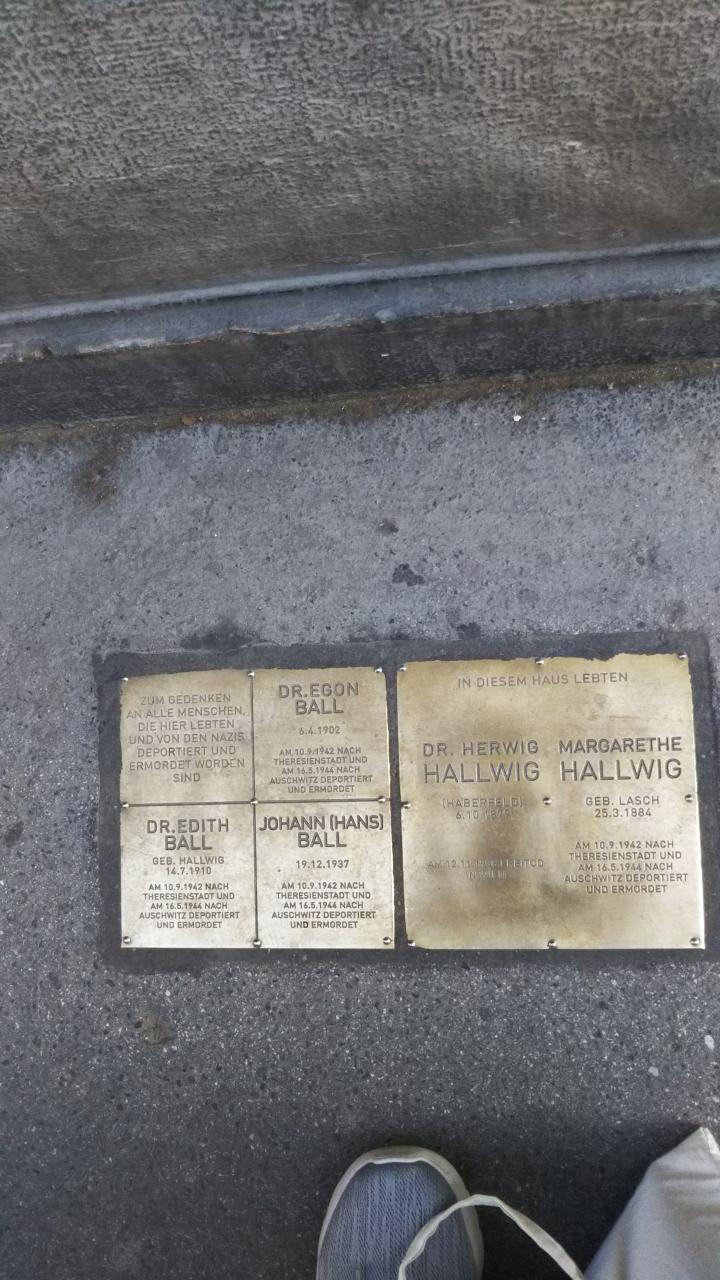 ZUM GEDENKEN
AN ALLE MENSCHEN,
DIE HIER LEBTEN
UND VON DEN NAZIS
DEPORTIERT UND
ERMORDET WORDEN
SIND
DR.EGON
BALL
6.4.1902
AM 10.9.1942 NACH
THERESIENSTADT UND
AM 16.5.1944 NACH
AUSCHWITZ DEPORTIERT
UND ERMORDET
DR.EDITH
BALL
GEB. HALLWIG
14.7.1910
AM 10.9.1942 NACH
THERESIENSTADT UND
AM 16.5.1944 NACH
AUSCHWITZ DEPORTIERT
UND ERMORDET
JOHANN (HANS)
BALL
19.12.1937
AM 10.9.1942 NACH
THERESIENSTADT UND
AM 16.5.1944 NACH
AUSCHWITZ DEPORTIERT
UND ERMORDET
IN DIESEM HAUS LEBTEN
DR. HERWIG
HALLWIG
(HABERFELD)
6.10
IN WIEN
MARGARETHE
HALLWIG
GEB. LASCH
25.3.1884
AM 10.9.1942 NACH
THERESIENSTADT UND
AM 16.5.1944 NACH
AUSCHWITZ DEPORTIERT
UND ERMORDET